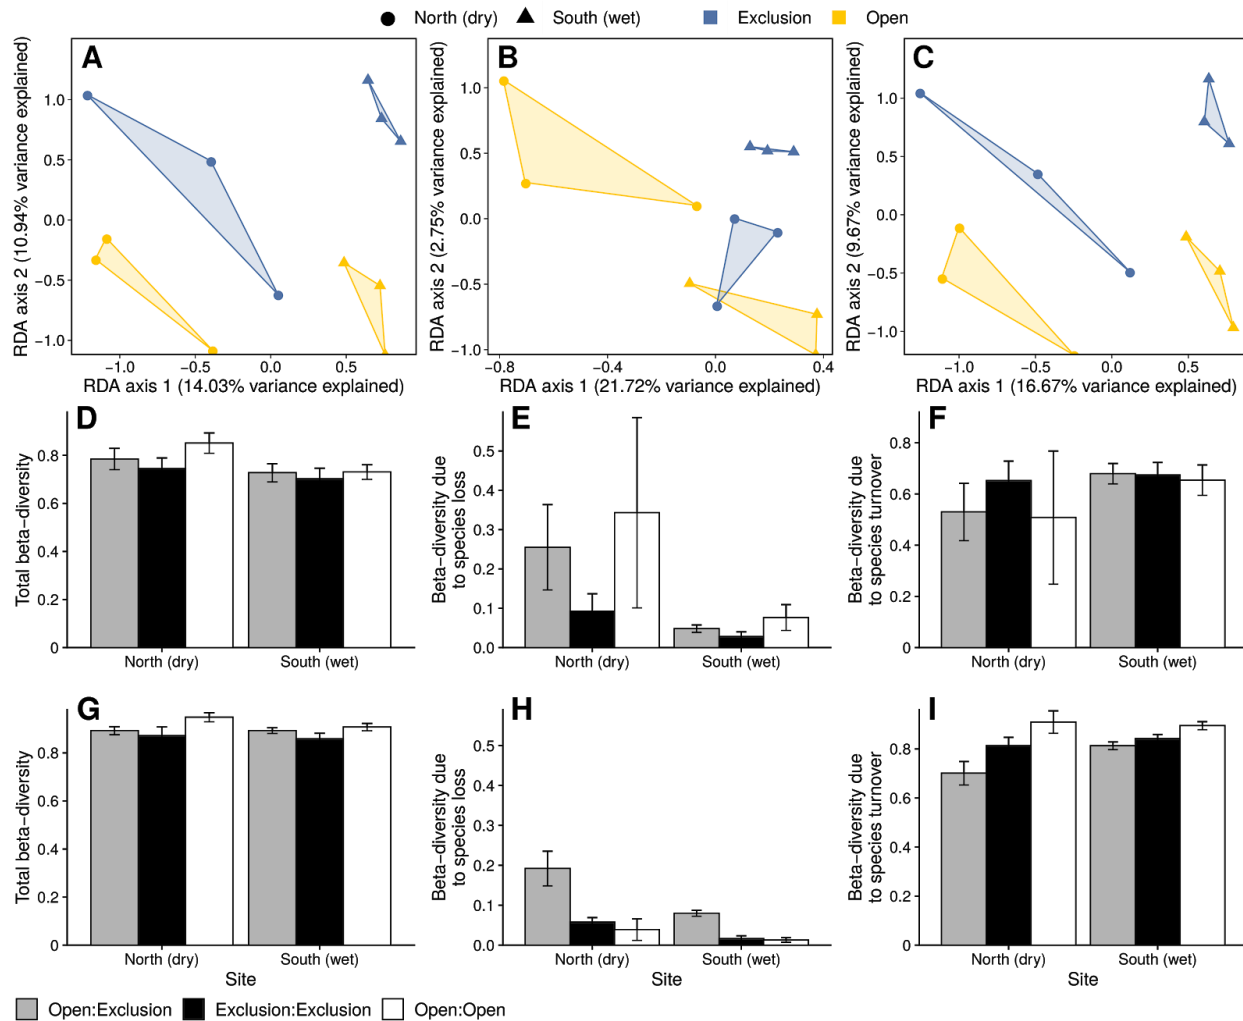 North (dry) South (wet) Exclusion Open
A
B
C
RDA axis 2 (10.94% variance explained)
1.0
0.5
0.0
−0.5
−1.0
−1.0 −0.5 0.0 0.5
RDA axis 1 (14.03% variance explained)
RDA axis 2 (2.75% variance explained)
1.0
0.5
0.0
−0.5
−1.0
−0.8 −0.4 0.0 0.4
RDA axis 1 (21.72% variance explained)
RDA axis 2 (9.67% variance explained)
1.0
0.5
0.0
−0.5
−1.0
−1.0 −0.5 0.0 0.5
RDA axis 1 (16.67% variance explained)
D
Total beta−diversity
0.8
0.6
0.4
0.2
0
North (dry) South (wet)
E
Beta−diversity due
to species loss
0.5
0.4
0.3
0.2
0.1
0.0
North (dry) South (wet)
F
Beta−diversity due
to species turnover
0.8
0.6
0.4
0.2
0
North (dry) South (wet)
G
Total beta−diversity
0.8
0.6
0.4
0.2
0
North (dry) South (wet)
Site
H
Beta−diversity due
to species loss
0.5
0.4
0.3
0.2
0.1
0.0
North (dry) South (wet)
Site
I
Beta−diversity due
to species turnover
0.8
0.6
0.4
0.2
0
North (dry) South (wet)
Site
Open:Exclusion Exclusion:Exclusion Open:Open